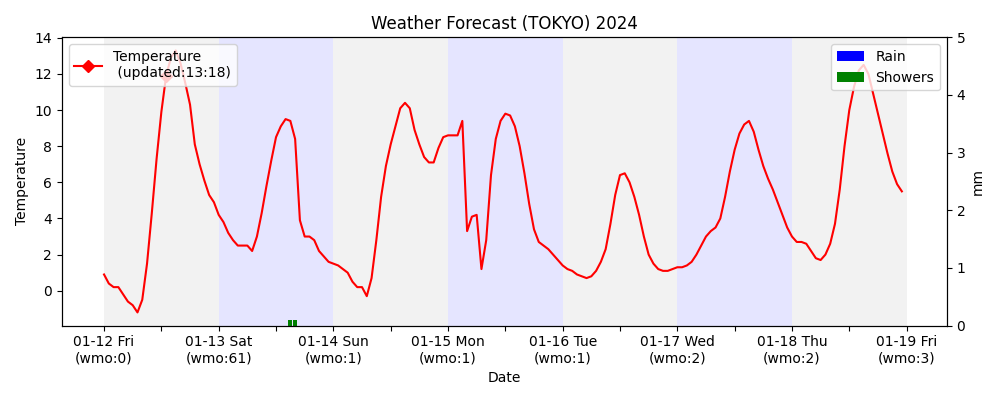 Weather Forecast (TOKYO) 2024
Temperature
(updated:13:18)
Rain
Showers
14
12
10
8
6
4
2
0
Temperature
5
4
3
2
1
0
mm
01-12 Fri
(wmo:0)
01-13 Sat
(wmo:61)
01-14 Sun
(wmo:1)
01-15 Mon
(wmo:1)
01-16 Tue
(wmo:1)
01-17 Wed
(wmo:2)
01-18 Thu
(wmo:2)
01-19 Fri
(wmo:3)
Date